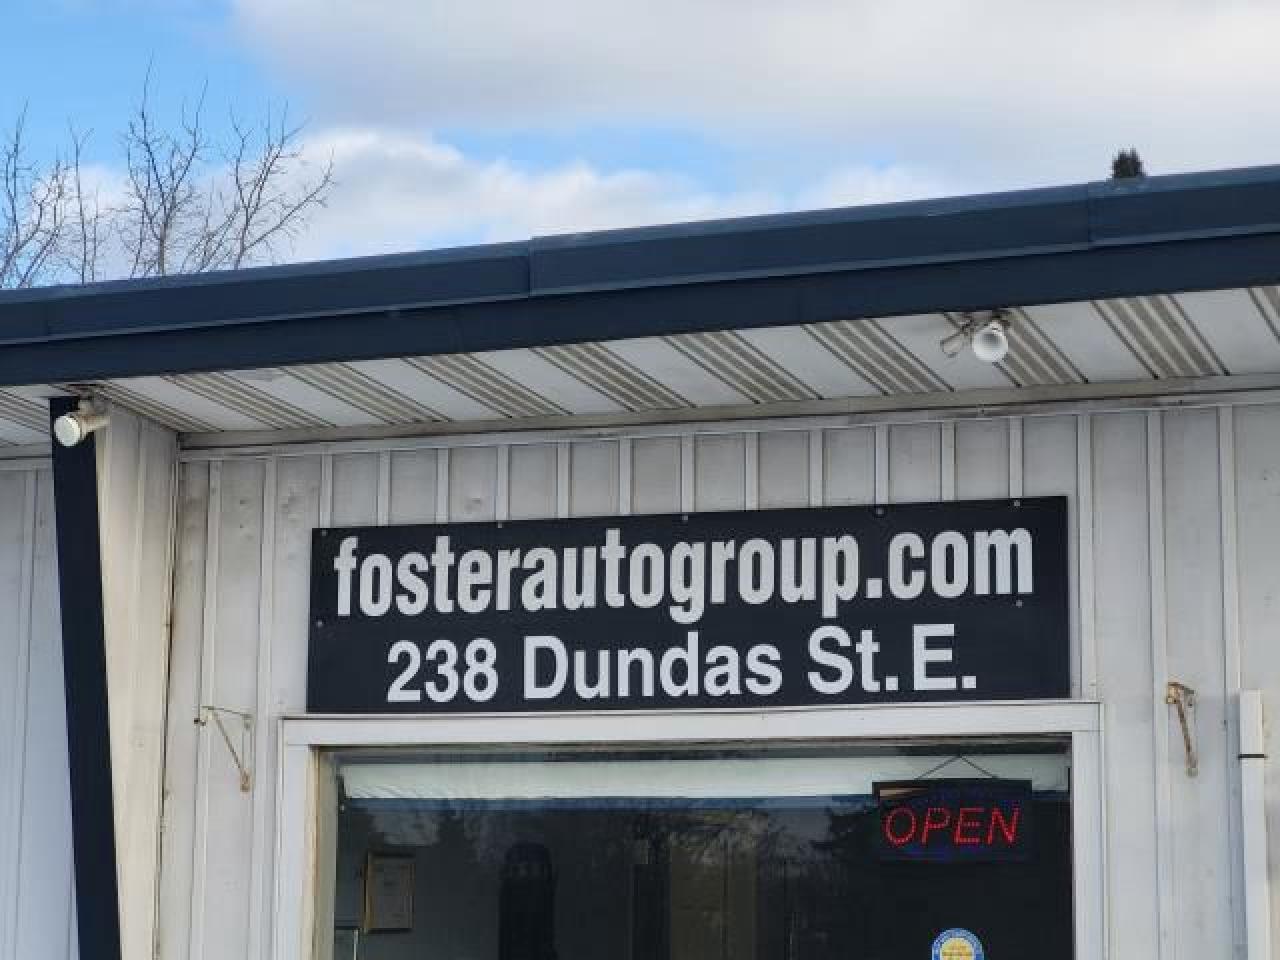 fosterautogroup.com
238 Dundas St. E.
OPEN